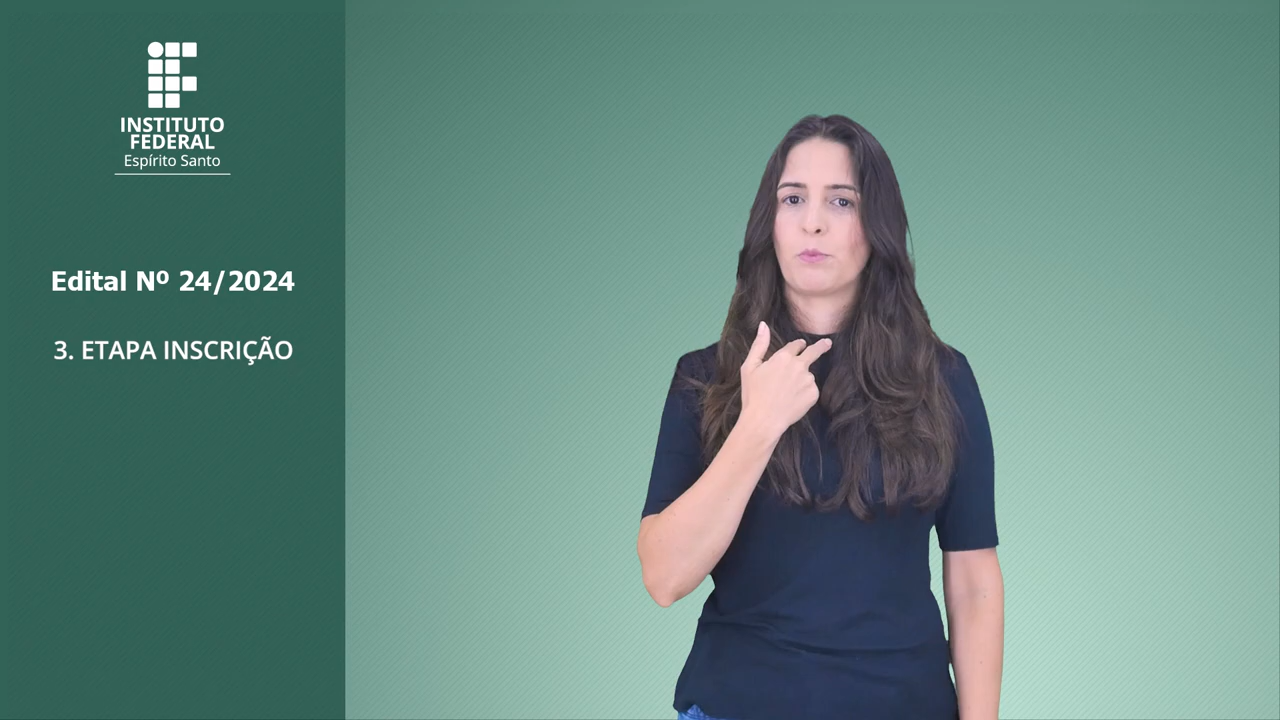 INSTITUTO
FEDERAL
Espírito Santo
Edital Nº 24/2024
3. ETAPA INSCRIÇÃO